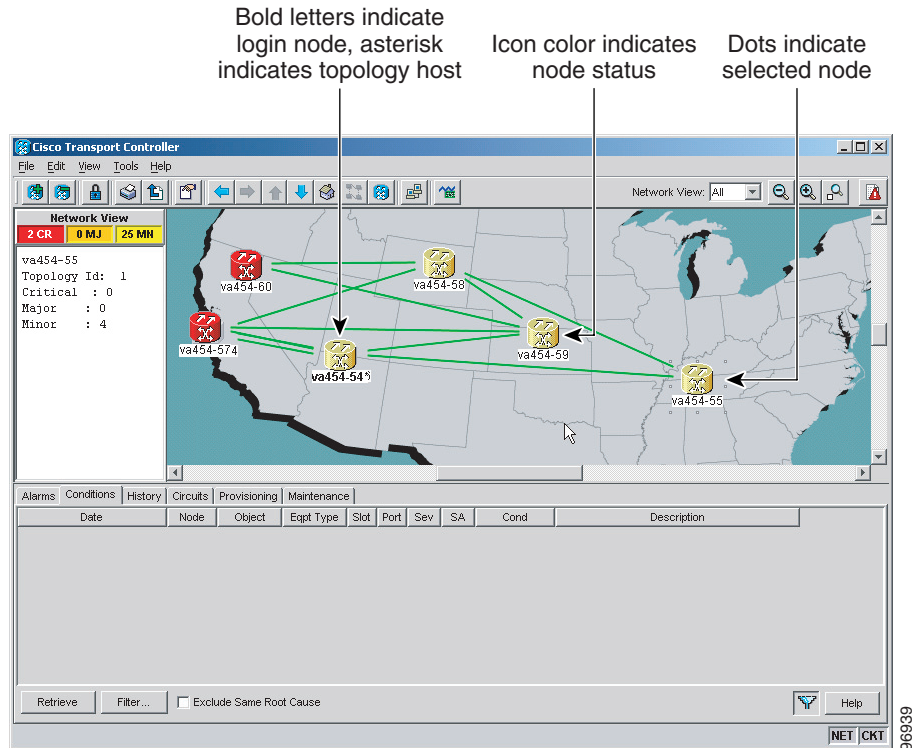 Bold letters indicate
login node, asterisk
indicates topology host
Icon color indicates
node status
Dots indicate
selected node
Cisco Transport Controller
File Edit View Tools Help
Network View: All
Network View
2 CR 0 MJ 25 MN
va454-55
Topology Id: 1
Critical : 0
Major : 0
Minor : 4
va454-60
va454-58
va454-574
va454-59
va454-54*)
va454-55
Alarms Conditions History Circuits Provisioning Maintenance
Date Node Object Eqpt Type Slot Port Sev SA Cond Description
Retrieve Filter... Exclude Same Root Cause Help
NET CKT
96939